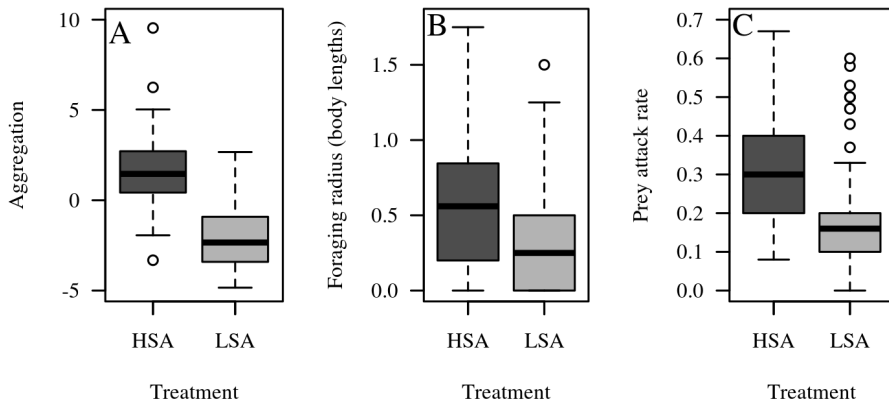 A
Aggregation
10
5
0
-5
HSA LSA
Treatment
B
Foraging radius (body lengths)
1.5
1.0
0.5
0.0
HSA LSA
Treatment
C
Prey attack rate
0.7
0.6
0.5
0.4
0.3
0.2
0.1
0.0
HSA LSA
Treatment